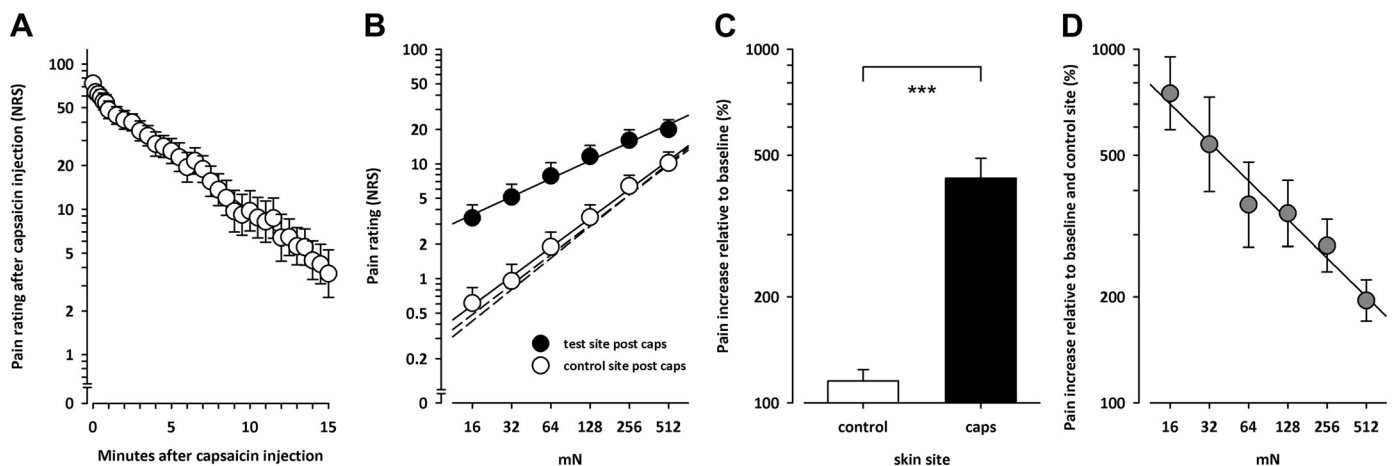 A
Pain rating after capsaicin injection (NRS)
100
50
20
10
5
2
1
0
0
5
10
15
Minutes after capsaicin injection
B
Pain rating (NRS)
100
50
20
10
5
2
1
0.5
0.2
0
test site post caps
control site post caps
16
32
64
128
256
512
mN
C
Pain increase relative to baseline (%)
1000
500
200
100
***
control
caps
skin site
D
Pain increase relative to baseline and control site (%)
1000
500
200
100
16
32
64
128
256
512
mN